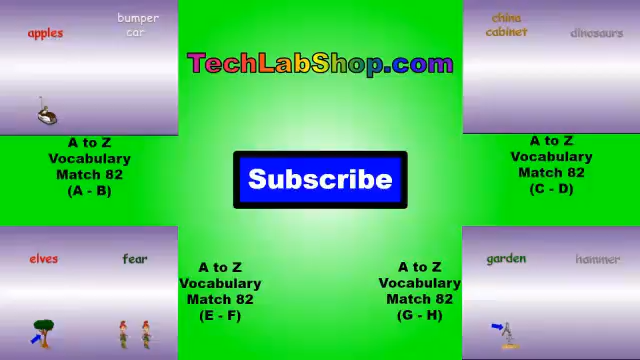 apples
bumper
car
TechLabShop.com
china
cabinet
dinosaurs
A to Z
Vocabulary
Match 82
(A - B)
Subscribe
A to Z
Vocabulary
Match 82
(C - D)
elves
fear
A to Z
Vocabulary
Match 82
(E - F)
A to Z
Vocabulary
Match 82
(G - H)
garden
hammer